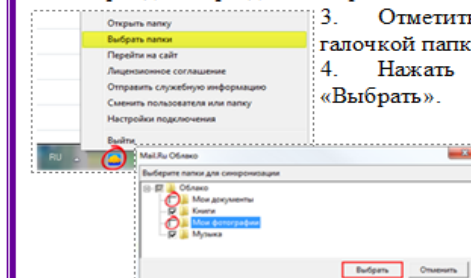 Открыть папку
Выбрать папки
Перейти на сайт
Лицензионное соглашение
Отправить служебную информацию
Сменить пользователя или папку
Настройки подключения
Выйти
RU
3. Отметить
галочкой папк
4. Нажать
«Выбрать».
Mail.Ru Облако
Выберите папки для синхронизации
Облако
Мои документы
Книги
Мои фотографии
Музыка
Выбрать Отменить